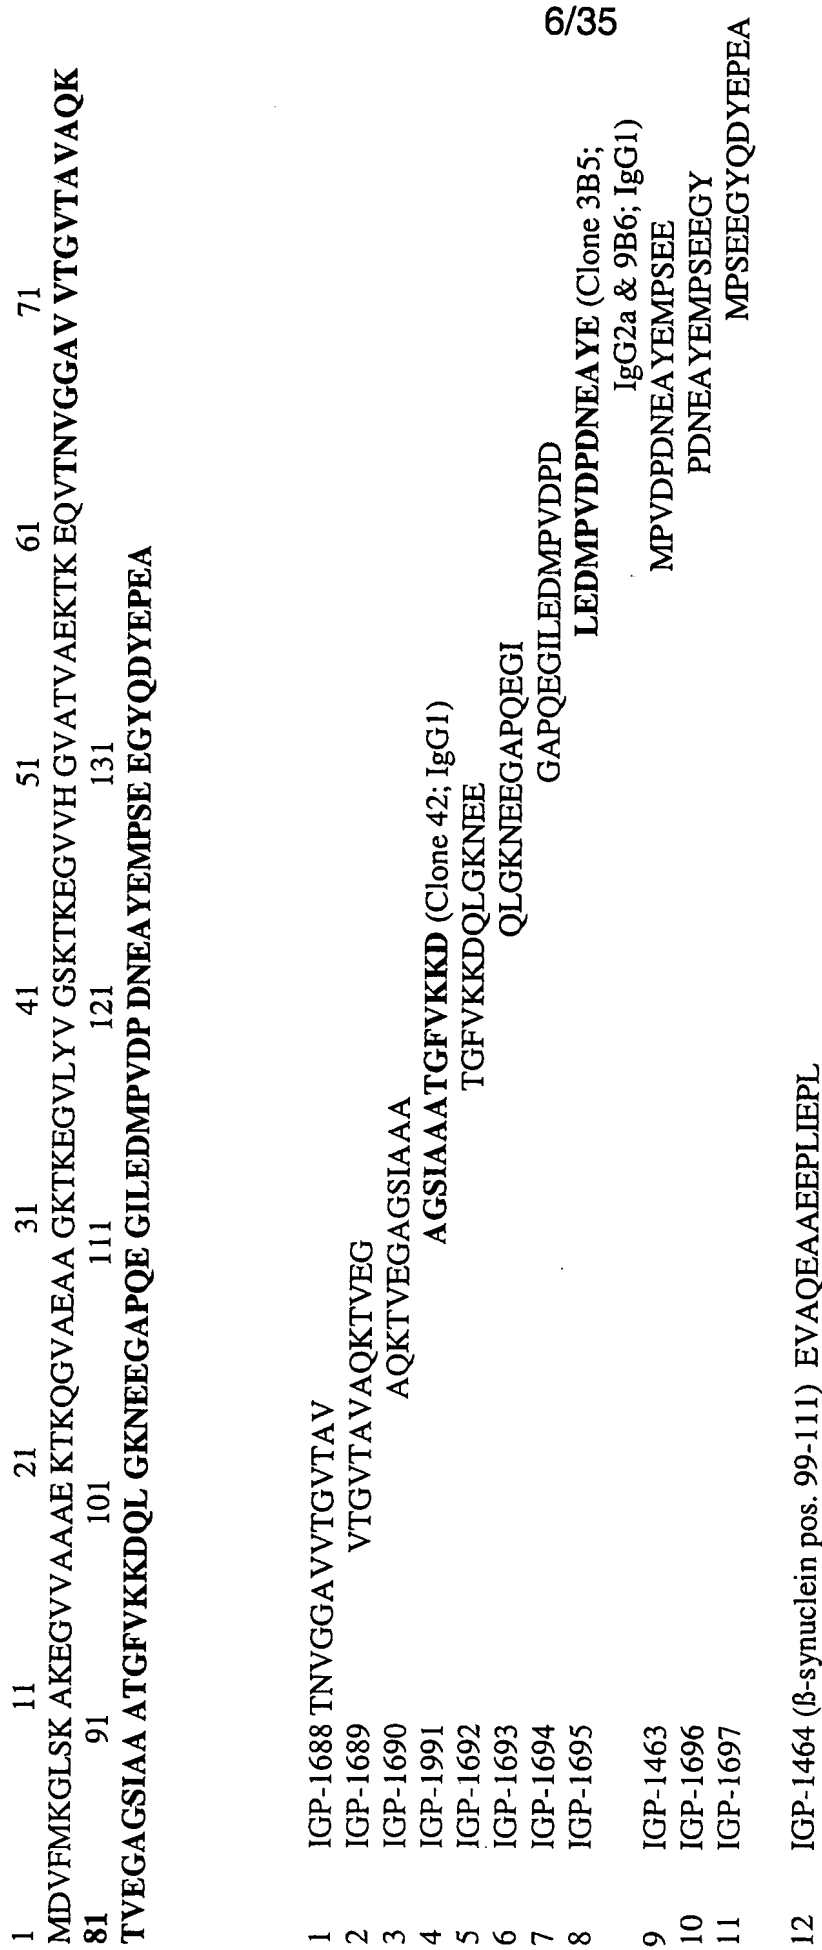 6/35
1 11 21 31 41 51 61 71
MDVFMKGLSK AKEGVVAAAE KTKQGVAEAA GKTKEGVLYV GSKTKEGVVH GVATVAEKTK EQVTNVGGAV VTGVTAVAQK
81 91 101 111 121 131
TVEGAGSIAA ATGFVKKDQL GKNEEGAPQE GILEDMPVDP DNEAYEMPSE EGYQDYEPEA
1 IGP-1688 TNVGGAVVTGVTAV
2 IGP-1689 VTGVTAVAQKTVEG
3 IGP-1690 AQKTVEGAGSIAAA
4 IGP-1991 AGSIAAATGFVKKD (Clone 42; IgG1)
5 IGP-1692 TGFVKKDQLGKNEE
6 IGP-1693 QLGKNEEGAPQEGI
7 IGP-1694 GAPQEGILEDMPVDPD
8 IGP-1695 LEDMPVDPDNEAYE (Clone 3B5;
IgG2a & 9B6; IgG1)
9 IGP-1463 MPVDPDNEAYEMPSEE
10 IGP-1696 PDNEAYEMPSEEGY
11 IGP-1697 MPSEEGYQDYEPEA
12 IGP-1464 (ß-synuclein pos. 99-111) EVAQEAAEEPLIEPL